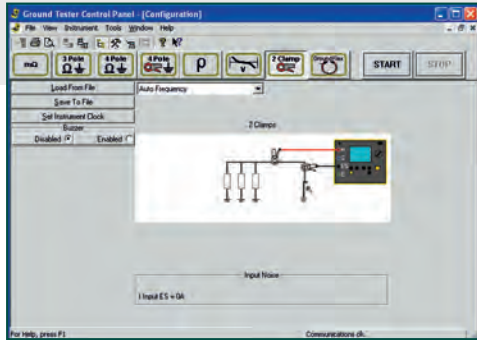 Ground Tester Control Panel - [Configuration]
File View Instrument Tools Window Help
mΩ
3 Pole
Ω
4 Pole
Ω
4 Pole
ρ
V
2 Clamp
START
STOP
Load From File
Auto Frequency
Save To File
Set Instrument Clock
Buzzer
Disabled Enabled
2 Clamps
Input Noise
I Input ES = 0A
For Help, press F1
Communications ok.